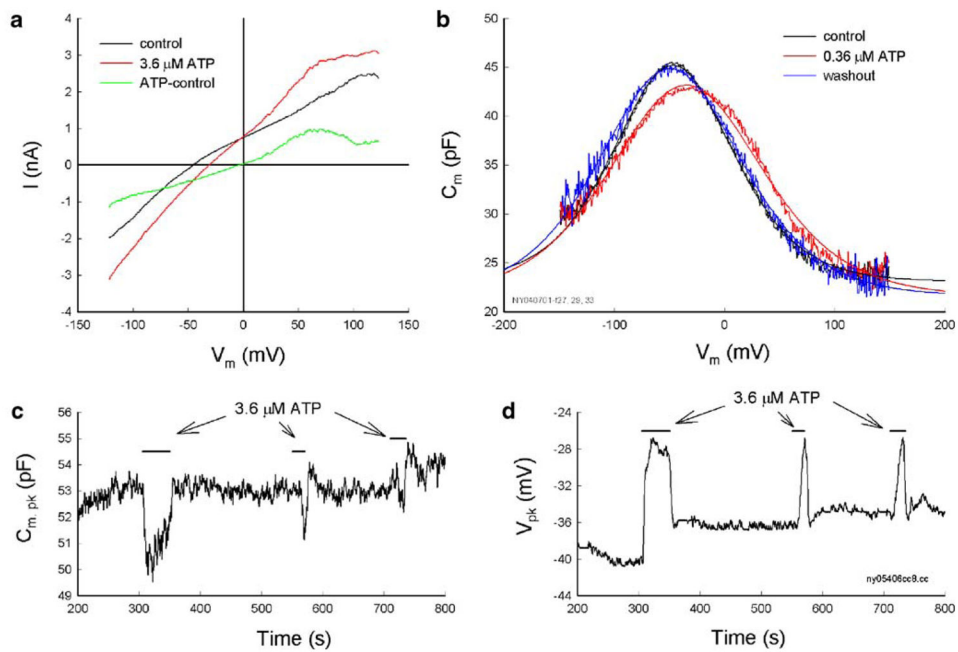 a
4
3
2
1
0
-1
-2
-3
-4
I (nA)
control
3.6 μM ATP
ATP-control
-150 -100 -50 0 50 100 150
V_m (mV)
b
50
45
40
35
30
25
20
C_m (pF)
control
0.36 μM ATP
washout
NY040701-f27, 29, 33
-200 -100 0 100 200
V_m (mV)
c
56
55
54
53
52
51
50
49
C_m, pk (pF)
3.6 μM ATP
200 300 400 500 600 700 800
Time (s)
d
-24
-28
-32
-36
-40
-44
V_pk (mV)
3.6 μM ATP
ny05406cc8.cc
200 300 400 500 600 700 800
Time (s)